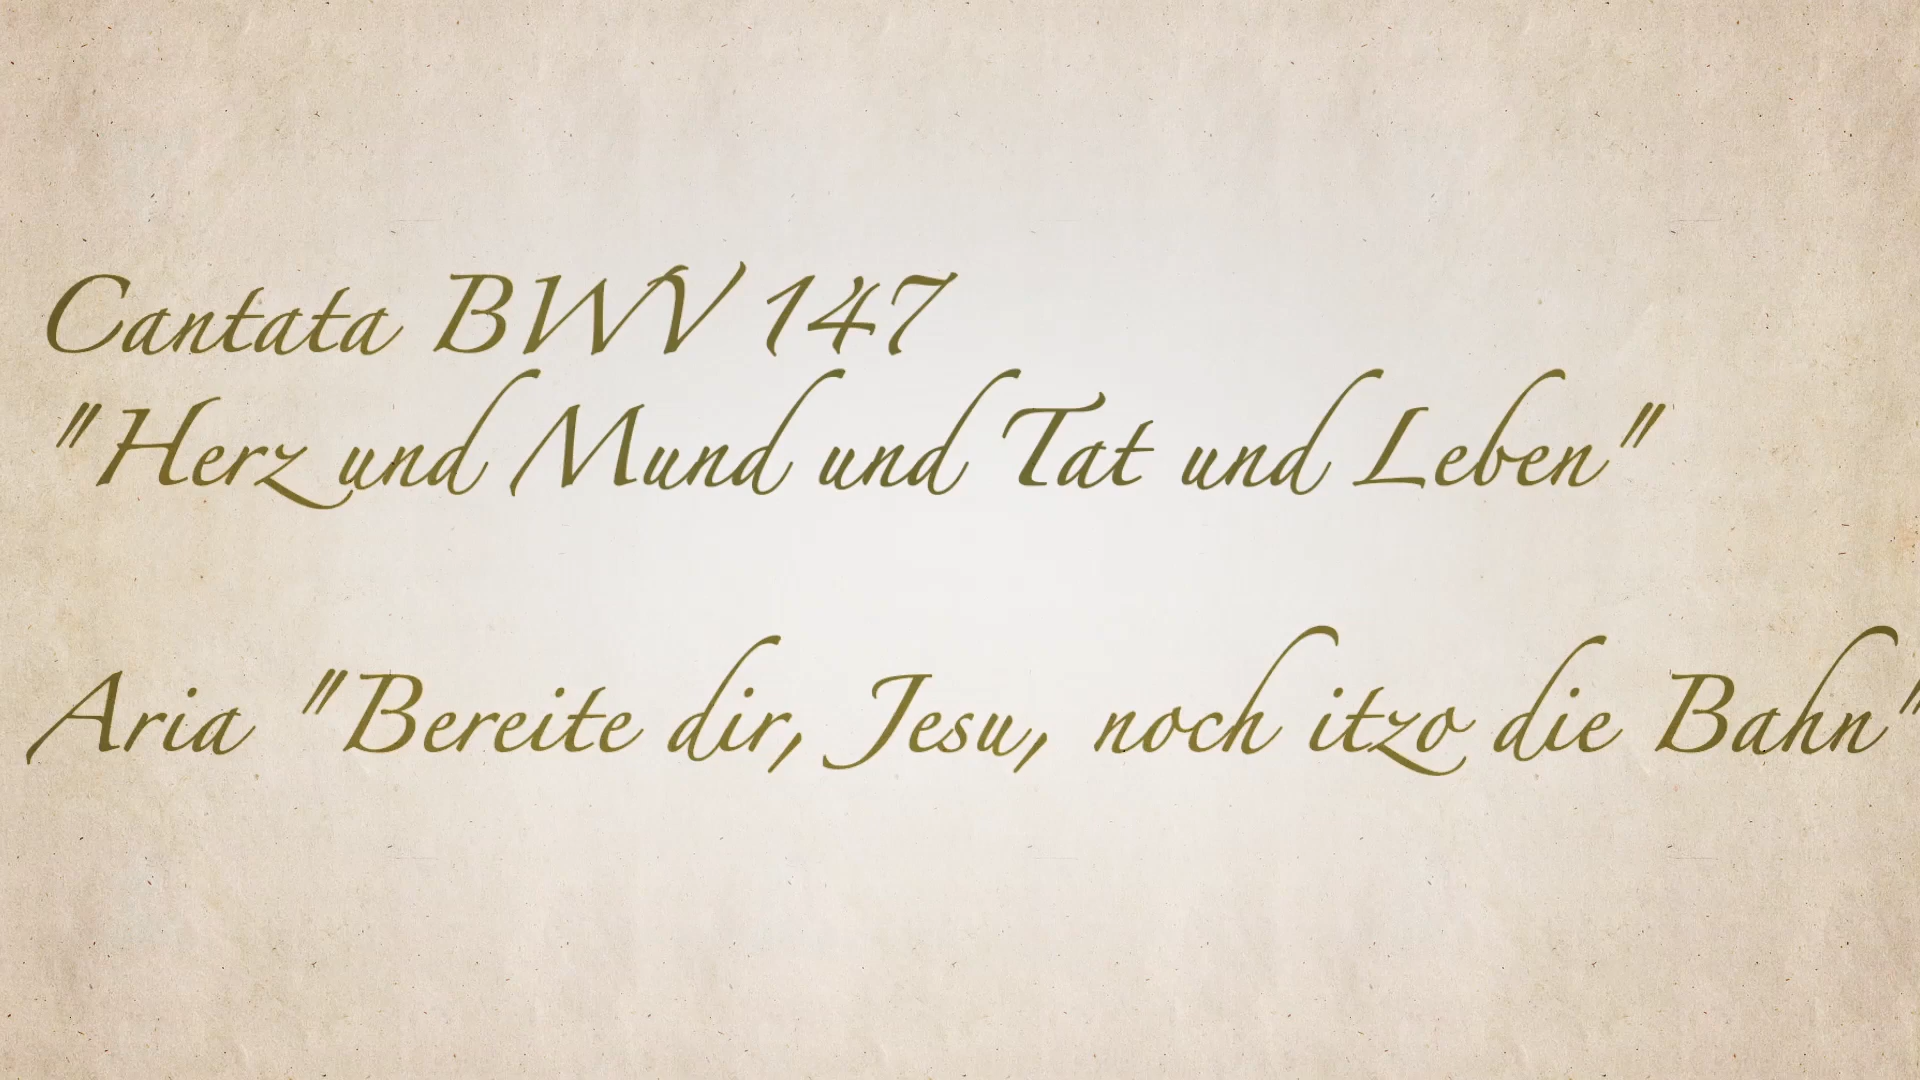 Cantata BWV 147
"Herz und Mund und Tat und Leben"
Aria "Bereite dir, Jesu, noch itzo die Bahn"